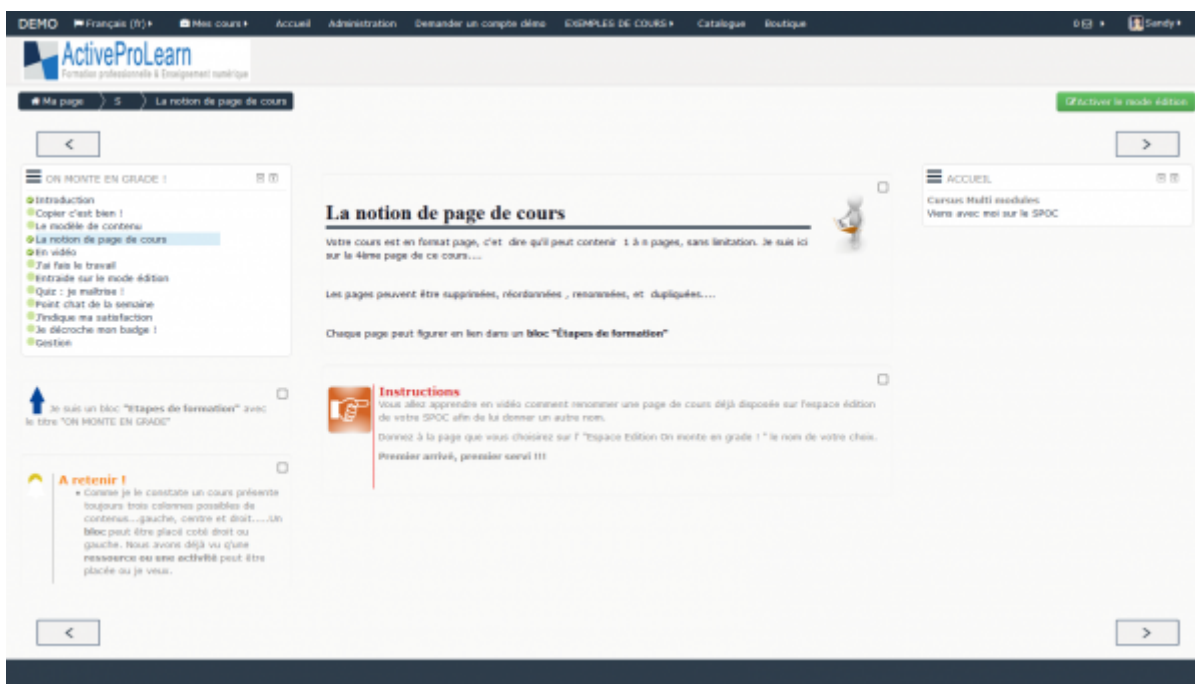 DEMO Français (fr) Mes cours Accueil Administration Demander un compte démo EXEMPLES DE COURS Catalogue Boutique 0 Sandy
ActiveProLearn
Formation professionnelle & Enseignement numérique
Ma page S La notion de page de cours
Activer le mode édition
<
>
ON MONTE EN GRADE !
Introduction
Copier c'est bien !
Le modèle de contenu
La notion de page de cours
En vidéo
J'ai fais le travail
Entraide sur le mode édition
Quiz : je maîtrise !
Point chat de la semaine
J'indique ma satisfaction
Je décroche mon badge !
Gestion
Je suis un bloc "Etapes de formation" avec
le titre "ON MONTE EN GRADE"
A retenir !
• Comme je le constate un cours présente
toujours trois colonnes possibles de
contenus...gauche, centre et droit.....Un
bloc peut être placé coté droit ou
gauche. Nous avons déjà vu qu'une
ressource ou une activité peut être
placée ou je veux.
La notion de page de cours
Votre cours est en format page, c'et dire qu'il peut contenir 1 à n pages, sans limitation. Je suis ici
sur la 4ème page de ce cours....
Les pages peuvent être supprimées, réordonnées , renommées, et dupliquées....
Chaque page peut figurer en lien dans un bloc "Étapes de formation"
Instructions
Vous allez apprendre en vidéo comment renommer une page de cours déjà disposée sur l'espace édition
de votre SPOC afin de lui donner un autre nom.
Donnez à la page que vous choisirez sur l' "Espace Edition On monte en grade ! " le nom de votre choix.
Premier arrivé, premier servi !!!
ACCUEIL
Cursus Multi modules
Viens avec moi sur le SPOC
<
>